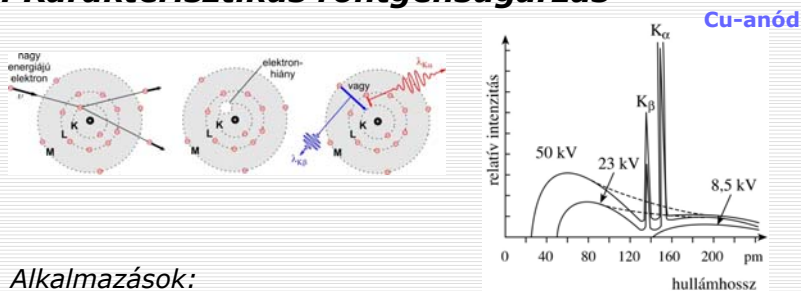 . Karakterisztikus röntgensugárzás
Cu-anód
nagy
energiájú
elektron
K
L
M
elektron-
hiány
K
L
M
vagy
λKα
λKβ
K
L
M
relatív intenzitás
Kα
Kβ
50 kV
23 kV
8,5 kV
0 40 80 120 160 200 pm
hullámhossz
Alkalmazások: